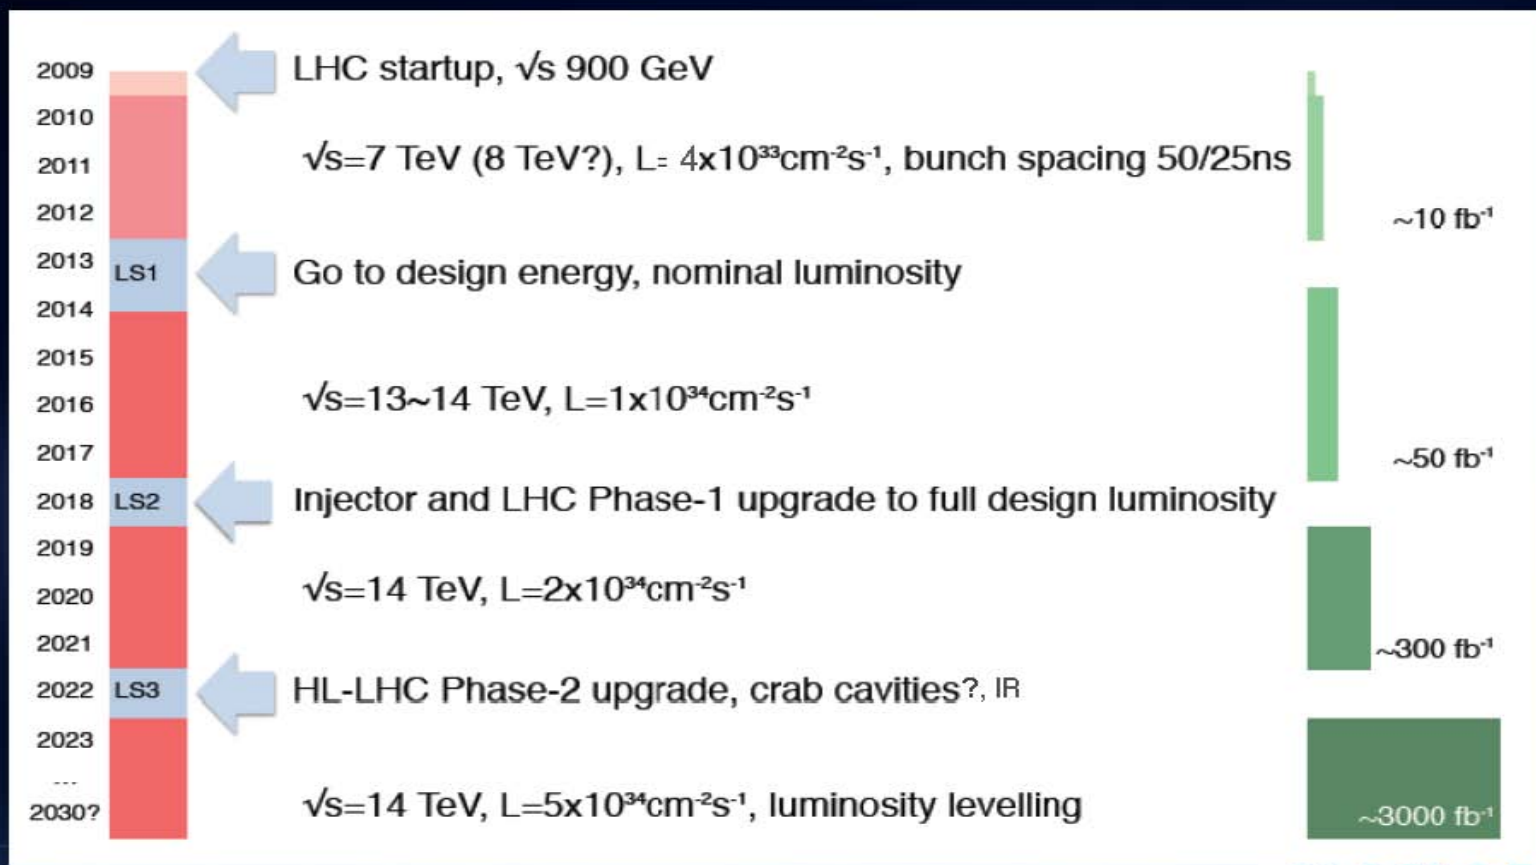 2009 LHC startup, √s 900 GeV
2010
√s=7 TeV (8 TeV?), L= 4x10³³cm⁻²s⁻¹, bunch spacing 50/25ns
2011
2012 ~10 fb⁻¹
2013 LS1 Go to design energy, nominal luminosity
2014
2015
2016 √s=13~14 TeV, L=1x10³⁴cm⁻²s⁻¹
2017 ~50 fb⁻¹
2018 LS2 Injector and LHC Phase-1 upgrade to full design luminosity
2019
2020 √s=14 TeV, L=2x10³⁴cm⁻²s⁻¹
2021 ~300 fb⁻¹
2022 LS3 HL-LHC Phase-2 upgrade, crab cavities?, IR
2023
...
2030? √s=14 TeV, L=5x10³⁴cm⁻²s⁻¹, luminosity levelling ~3000 fb⁻¹